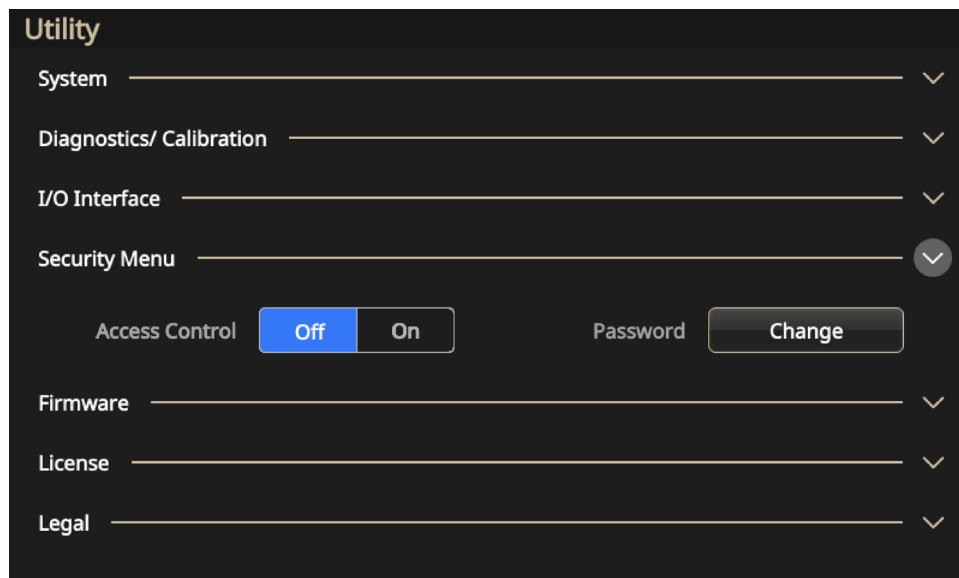 Utility
System
Diagnostics/ Calibration
I/O Interface
Security Menu
Access Control Off On Password Change
Firmware
License
Legal